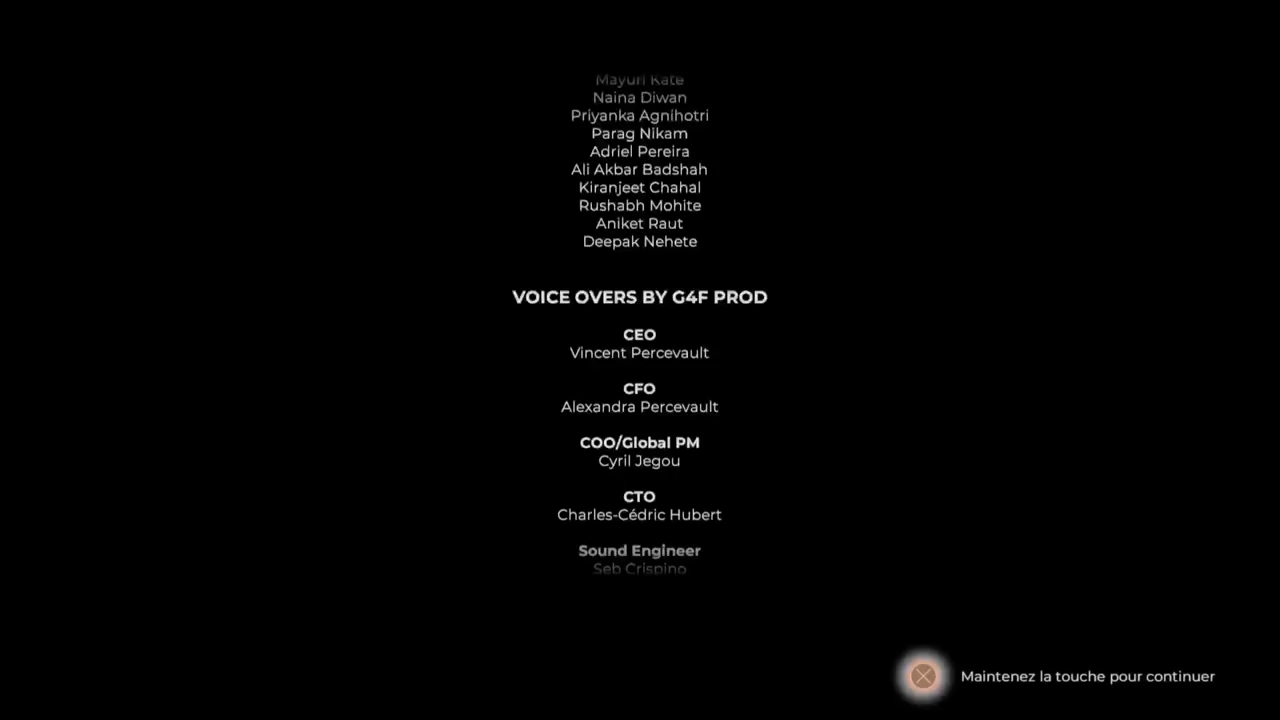 Mayuri Kate
Naina Diwan
Priyanka Agnihotri
Parag Nikam
Adriel Pereira
Ali Akbar Badshah
Kiranjeet Chahal
Rushabh Mohite
Aniket Raut
Deepak Nehete
VOICE OVERS BY G4F PROD
CEO
Vincent Percevault
CFO
Alexandra Percevault
COO/Global PM
Cyril Jegou
CTO
Charles-Cédric Hubert
Sound Engineer
Seb Crispino
Maintenez la touche pour continuer